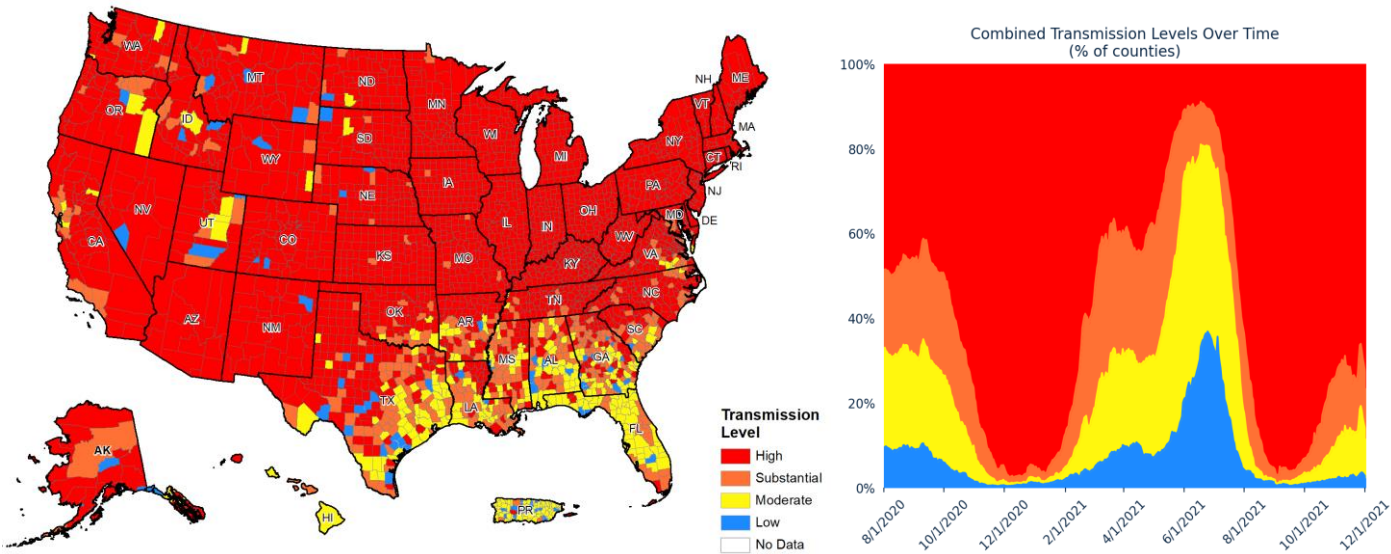 WA
MT
ND
MN
OR
ID
SD
WI
WY
NE
IA
MI
NV
UT
CO
KS
MO
IL
IN
OH
KY
WV
VA
PA
NY
NH
VT
ME
MA
CT
RI
NJ
DE
MD
CA
AZ
NM
OK
AR
TN
NC
SC
MS
AL
GA
TX
LA
FL
AK
HI
PR
Transmission
Level
High
Substantial
Moderate
Low
No Data
Combined Transmission Levels Over Time
(% of counties)
100%
80%
60%
40%
20%
0%
8/1/2020
10/1/2020
12/1/2020
2/1/2021
4/1/2021
6/1/2021
8/1/2021
10/1/2021
12/1/2021